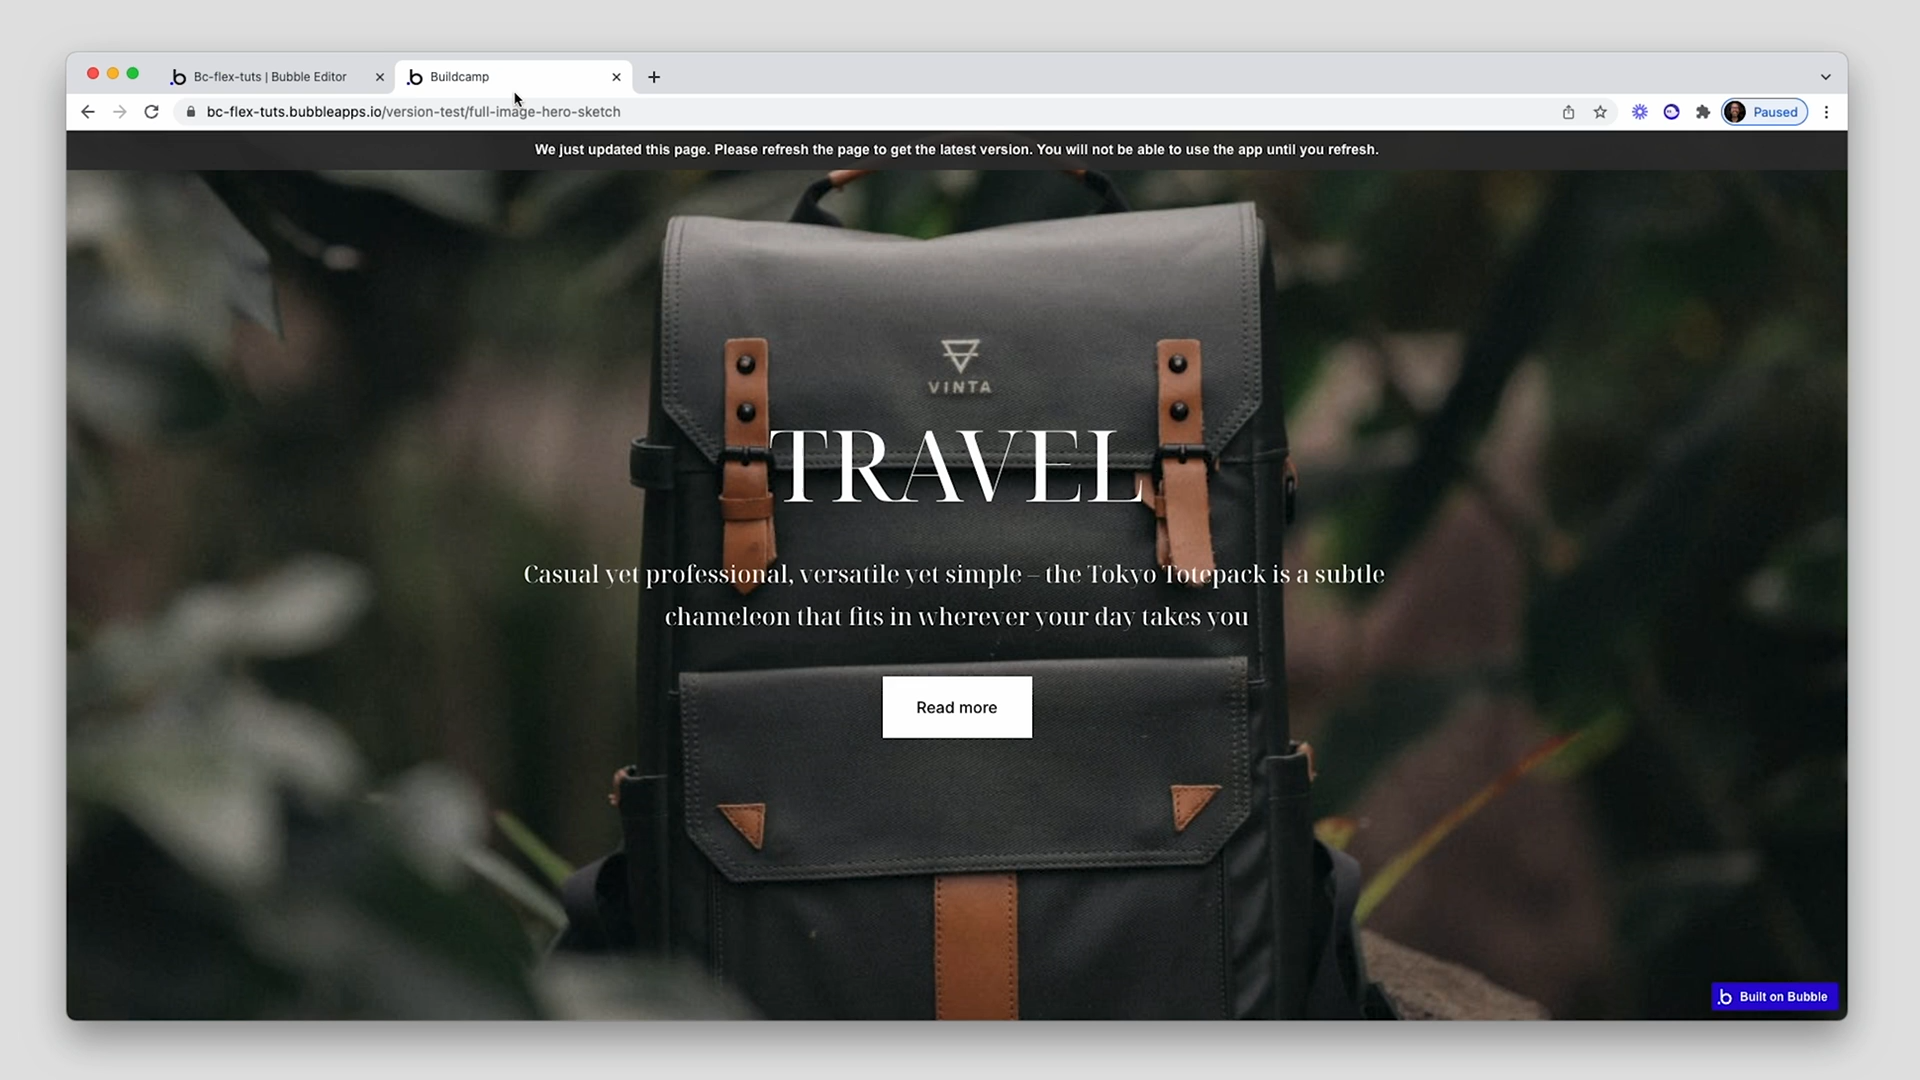 Bc-flex-tuts | Bubble Editor
Buildcamp
bc-flex-tuts.bubbleapps.io/version-test/full-image-hero-sketch
Paused
We just updated this page. Please refresh the page to get the latest version. You will not be able to use the app until you refresh.
VINTA
TRAVEL
Casual yet professional, versatile yet simple – the Tokyo Totepack is a subtle
chameleon that fits in wherever your day takes you
Read more
Built on Bubble